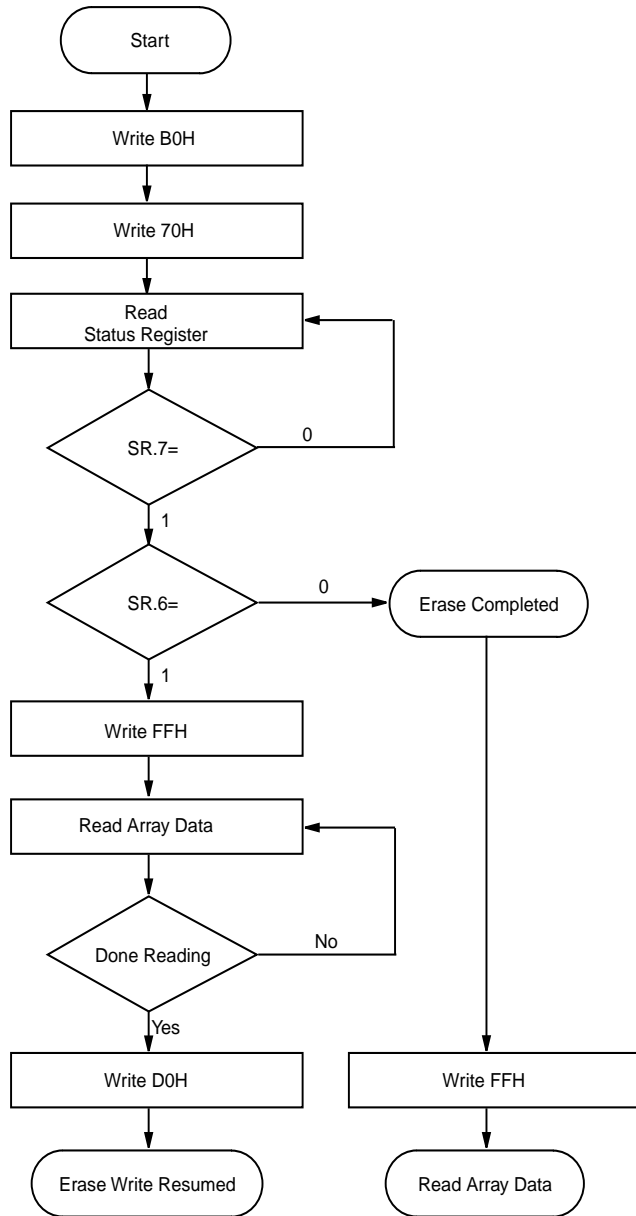 Start
Write B0H
Write 70H
Read
Status Register
SR.7=
0
1
SR.6=
0
Erase Completed
1
Write FFH
Read Array Data
Done Reading
No
Yes
Write D0H
Write FFH
Erase Write Resumed
Read Array Data